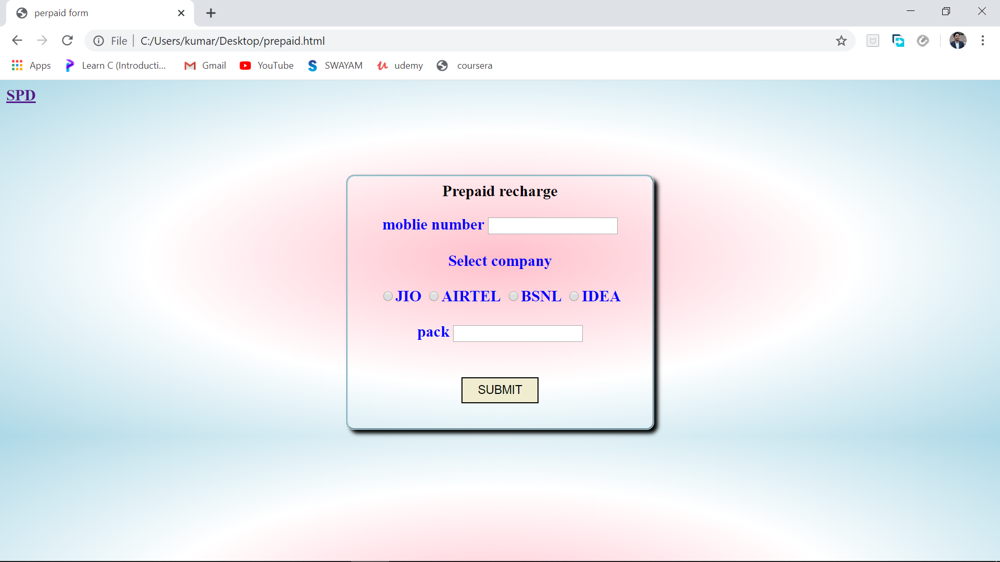 perpaid form
File C:/Users/kumar/Desktop/prepaid.html
Apps Learn C (Introducti... Gmail YouTube SWAYAM udemy coursera
SPD
Prepaid recharge
moblie number
Select company
JIO AIRTEL BSNL IDEA
pack
SUBMIT